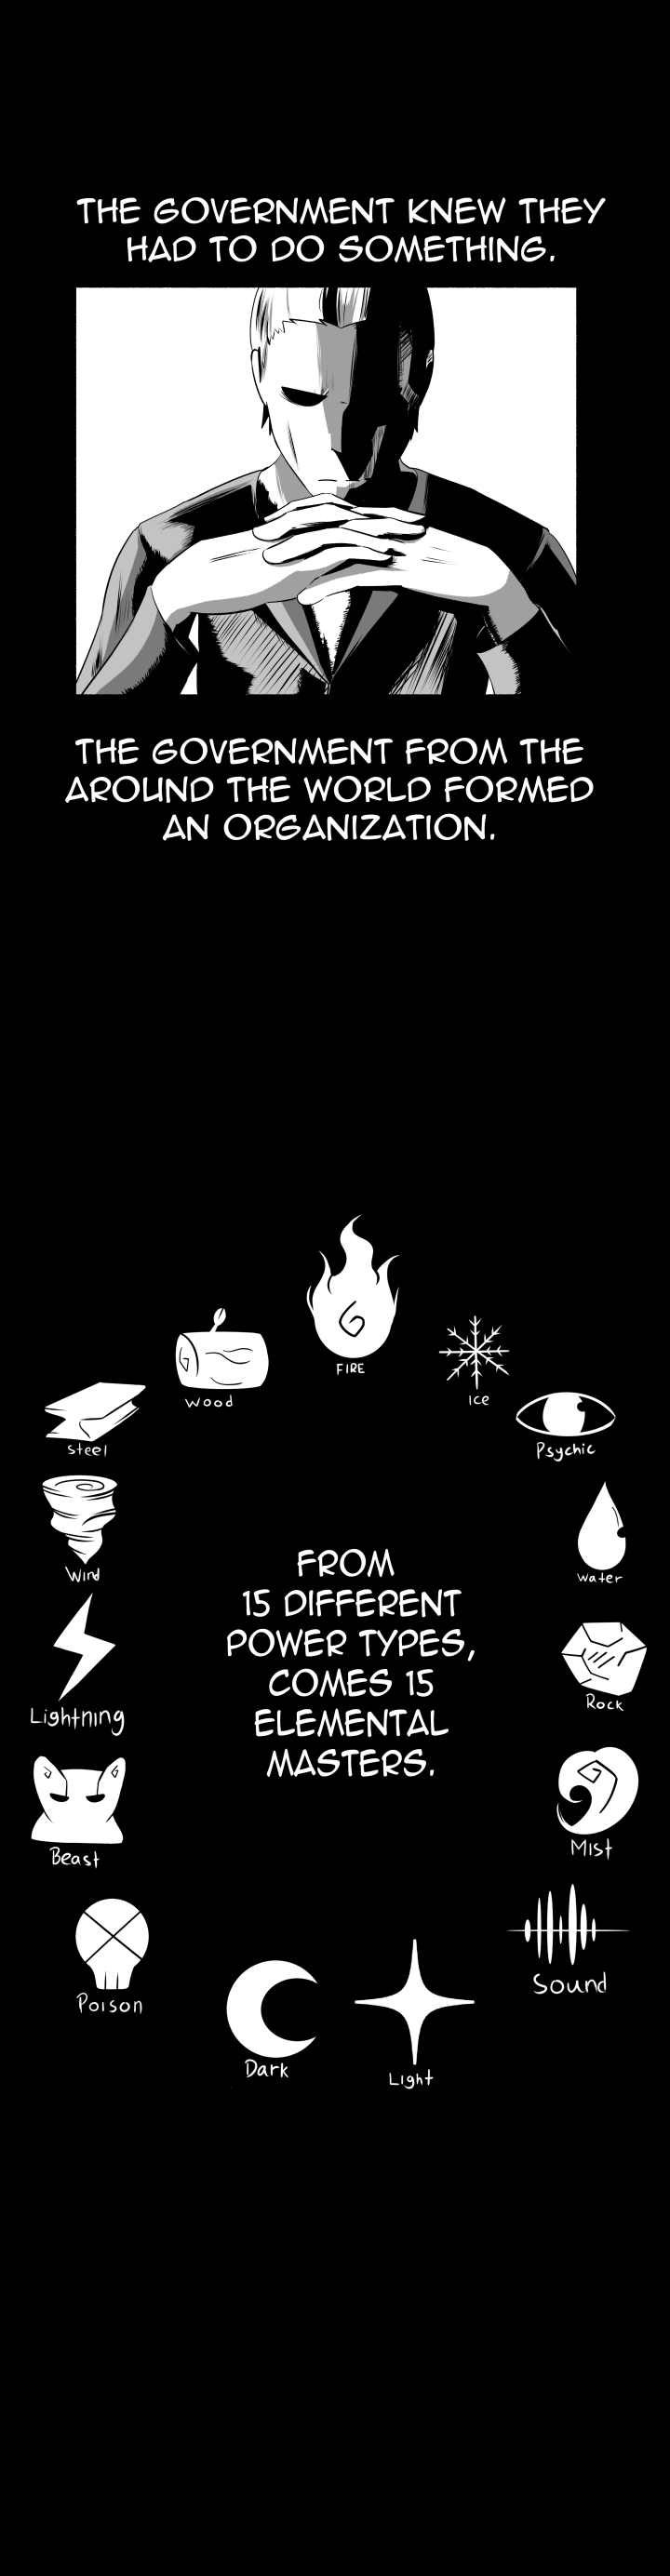 THE GOVERNMENT KNEW THEY
HAD TO DO SOMETHING.
THE GOVERNMENT FROM THE
AROUND THE WORLD FORMED
AN ORGANIZATION.
FIRE
Wood
Ice
Steel
Psychic
Wind
Water
FROM
15 DIFFERENT
POWER TYPES,
COMES 15
ELEMENTAL
MASTERS.
Lightning
Rock
Beast
Mist
Poison
Sound
Dark
Light